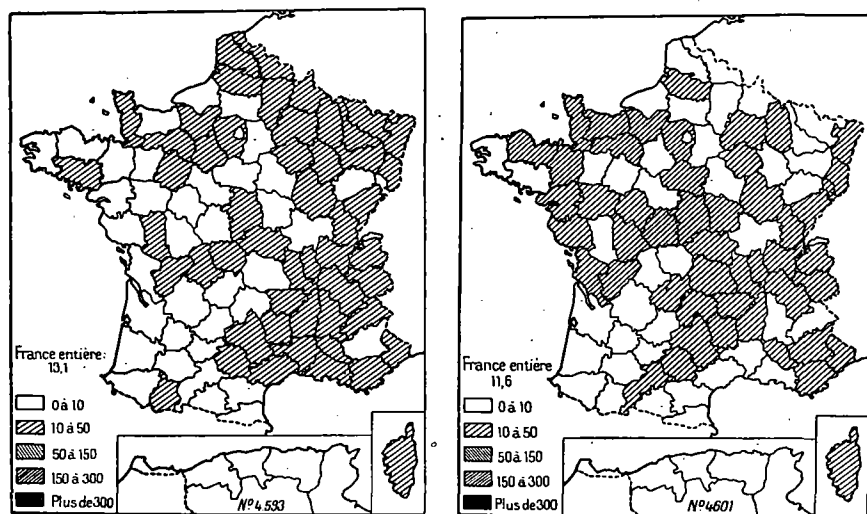 France entière:
13,1
0 à 10
10 à 50
50 à 150
150 à 300
Plus de 300
Nº 4.593
France entière
11,6
0 à 10
10 à 50
50 à 150
150 à 300
Plus de 300
Nº 4601